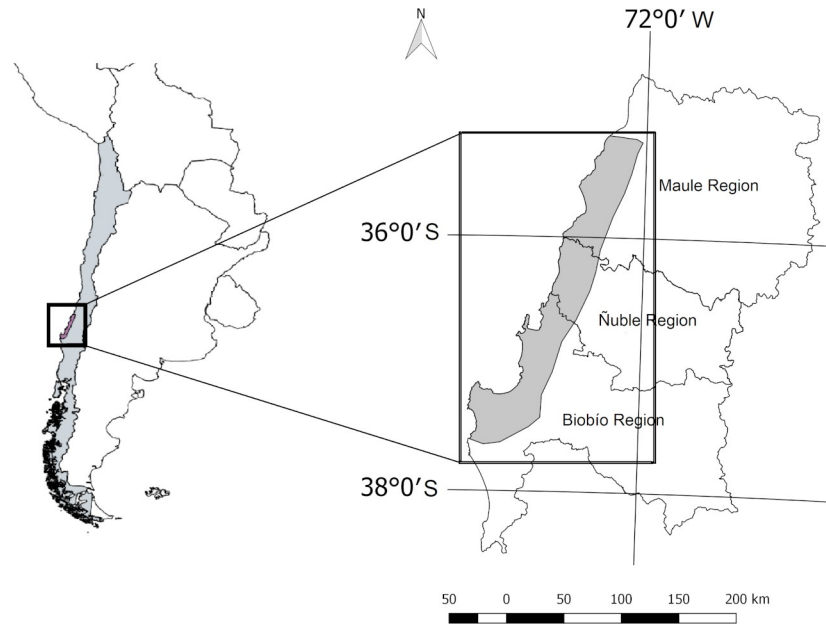 N
72°0' W
Maule Region
36°0' S
Ñuble Region
Biobío Region
38°0' S
50 0 50 100 150 200 km